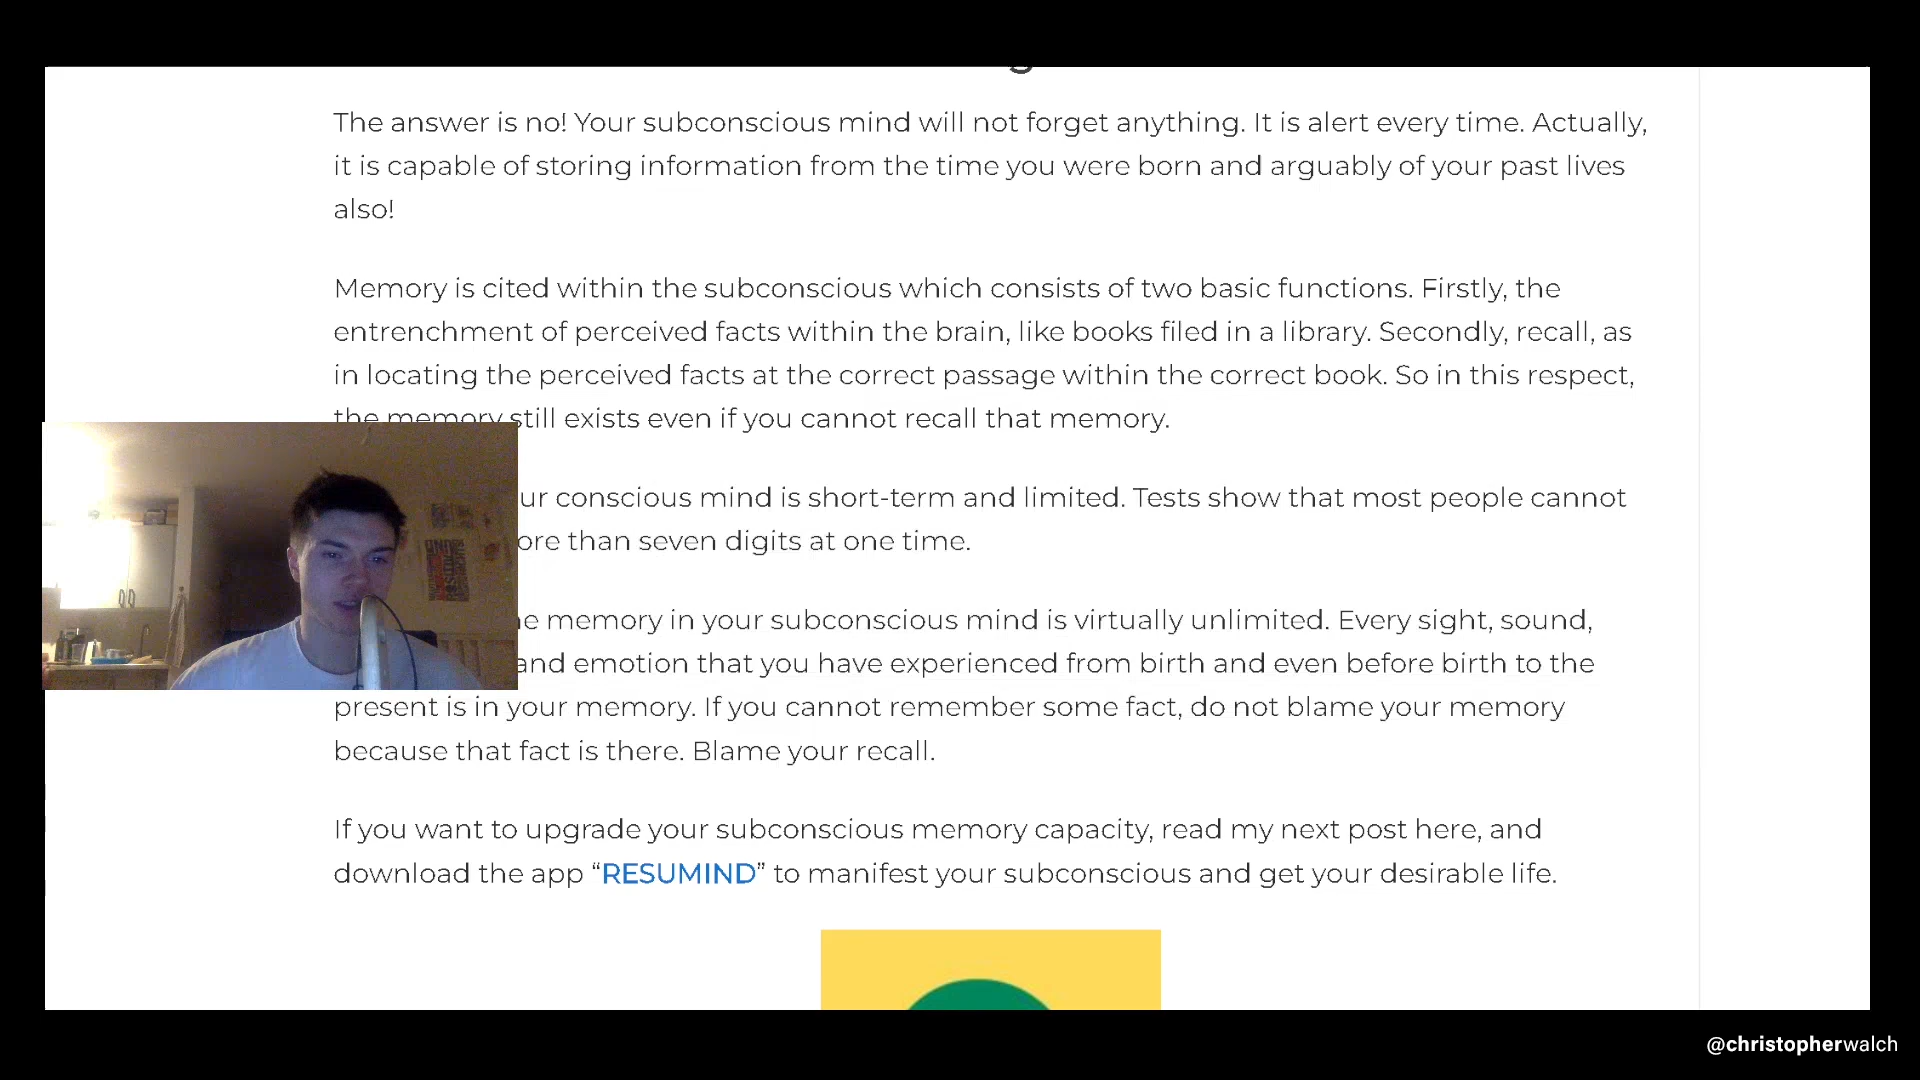 The answer is no! Your subconscious mind will not forget anything. It is alert every time. Actually,
it is capable of storing information from the time you were born and arguably of your past lives
also!
Memory is cited within the subconscious which consists of two basic functions. Firstly, the
entrenchment of perceived facts within the brain, like books filed in a library. Secondly, recall, as
in locating the perceived facts at the correct passage within the correct book. So in this respect,
the memory still exists even if you cannot recall that memory.
ur conscious mind is short-term and limited. Tests show that most people cannot
ore than seven digits at one time.
e memory in your subconscious mind is virtually unlimited. Every sight, sound,
and emotion that you have experienced from birth and even before birth to the
present is in your memory. If you cannot remember some fact, do not blame your memory
because that fact is there. Blame your recall.
If you want to upgrade your subconscious memory capacity, read my next post here, and
download the app “RESUMIND” to manifest your subconscious and get your desirable life.
@christopherwalch